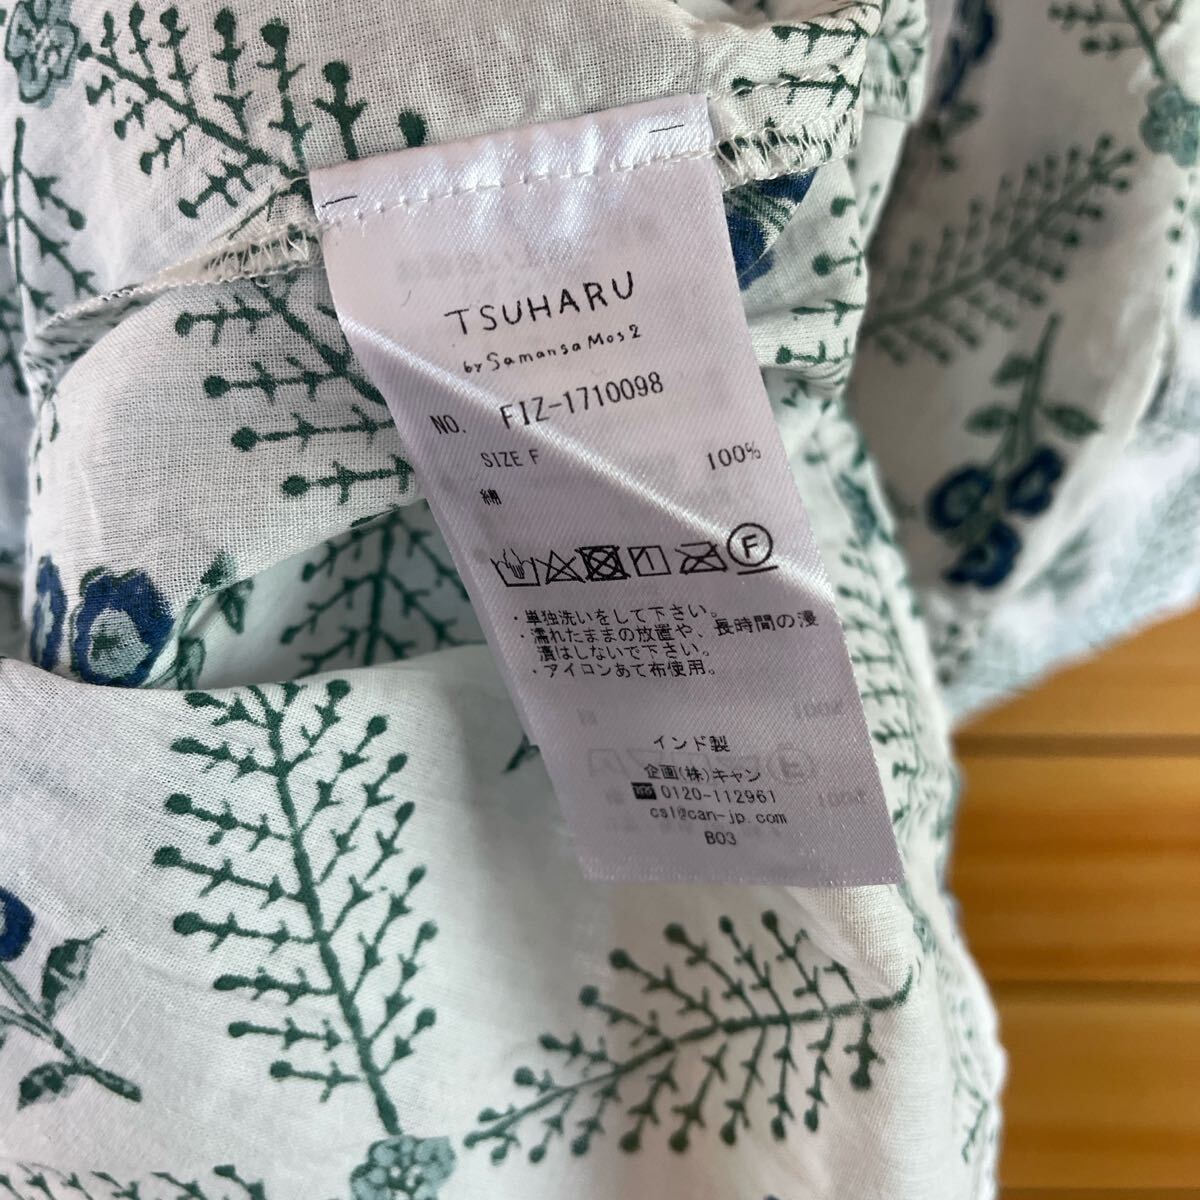 TSUHARU
by SamansaMos2
NO. FIZ-1710098
SIZE F
綿 100%
F
・単独洗いをして下さい。
・濡れたままの放置や、長時間の浸
漬はしないで下さい。
・アイロンあて布使用。
インド製
企画(株)キャン
0120-112961
csl@can-jp.com
B03